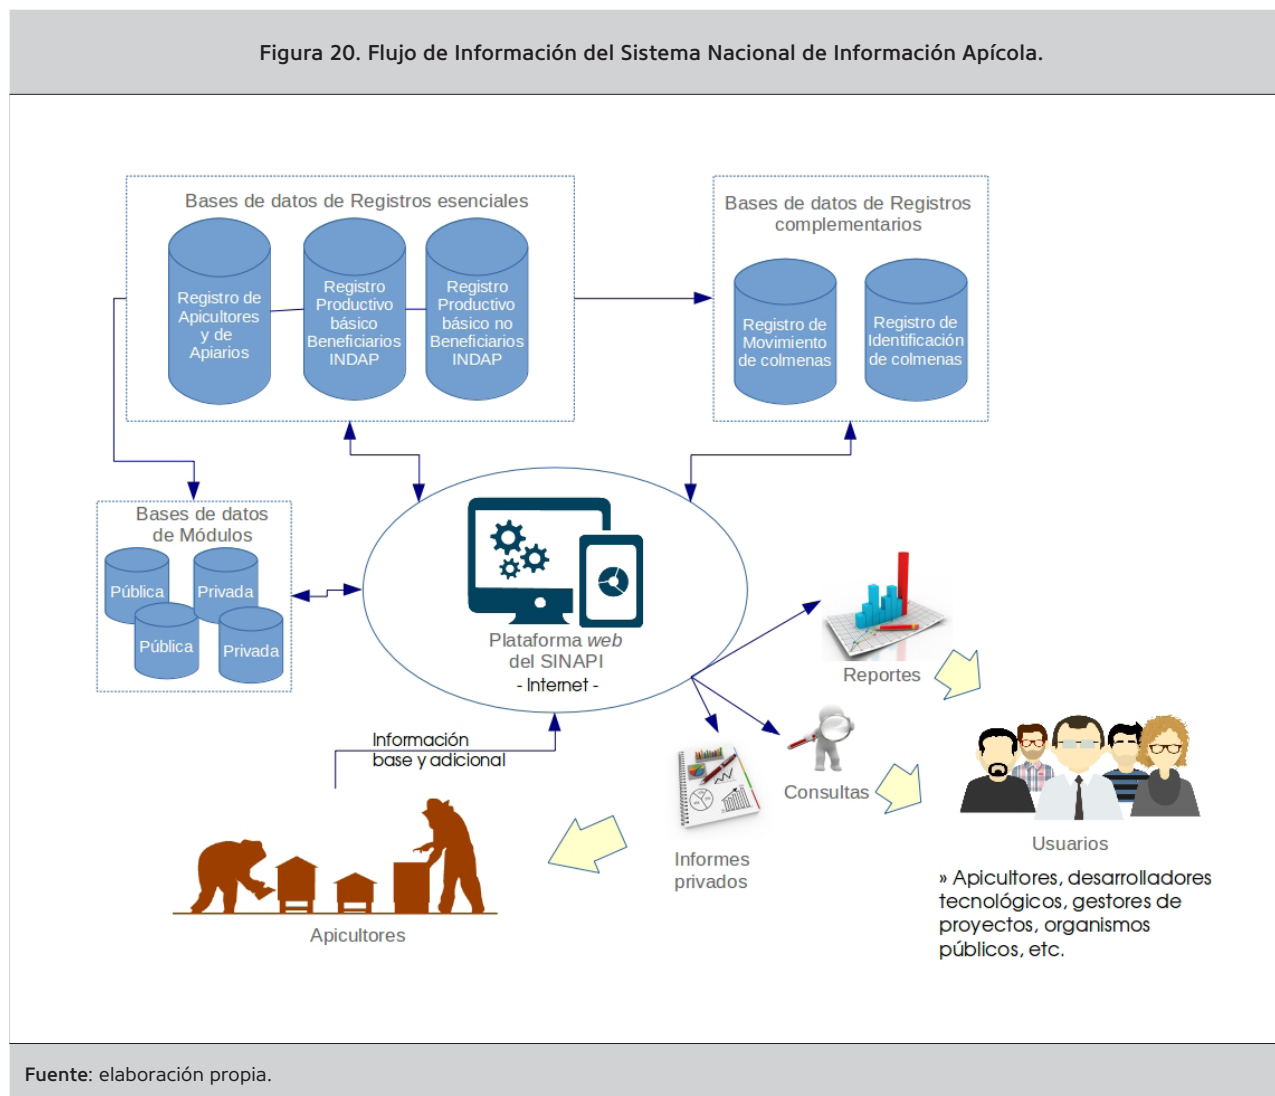 Figura 20. Flujo de Información del Sistema Nacional de Información Apícola.
Bases de datos de Registros esenciales
Registro de
Apicultores
y de
Apiarios
Registro
Productivo
básico
Beneficiarios
INDAP
Registro
Productivo
básico no
Beneficiarios
INDAP
Bases de datos de Registros
complementarios
Registro de
Movimiento
de colmenas
Registro de
Identificación
de colmenas
Bases de datos
de Módulos
Pública
Privada
Pública
Privada
Plataforma web
del SINAPI
- Internet -
Información
base y adicional
Apicultores
Reportes
Consultas
Informes
privados
Usuarios
» Apicultores, desarrolladores
tecnológicos, gestores de
proyectos, organismos
públicos, etc.
Fuente: elaboración propia.